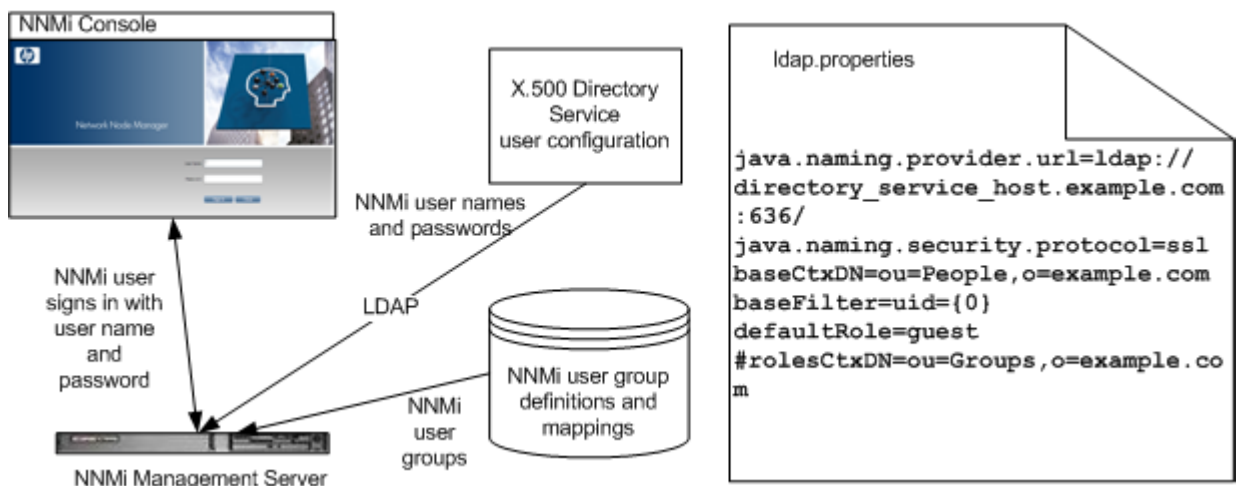 NNMi Console
hp
Network Node Manager
NNMi user
signs in with
user name
and
password
NNMi Management Server
X.500 Directory
Service
user configuration
NNMi user names
and passwords
LDAP
NNMi user group
definitions and
mappings
NNMi
user
groups
ldap.properties
java.naming.provider.url=ldap://
directory_service_host.example.com
:636/
java.naming.security.protocol=ssl
baseCtxDN=ou=People,o=example.com
baseFilter=uid={0}
defaultRole=guest
#rolesCtxDN=ou=Groups,o=example.co
m